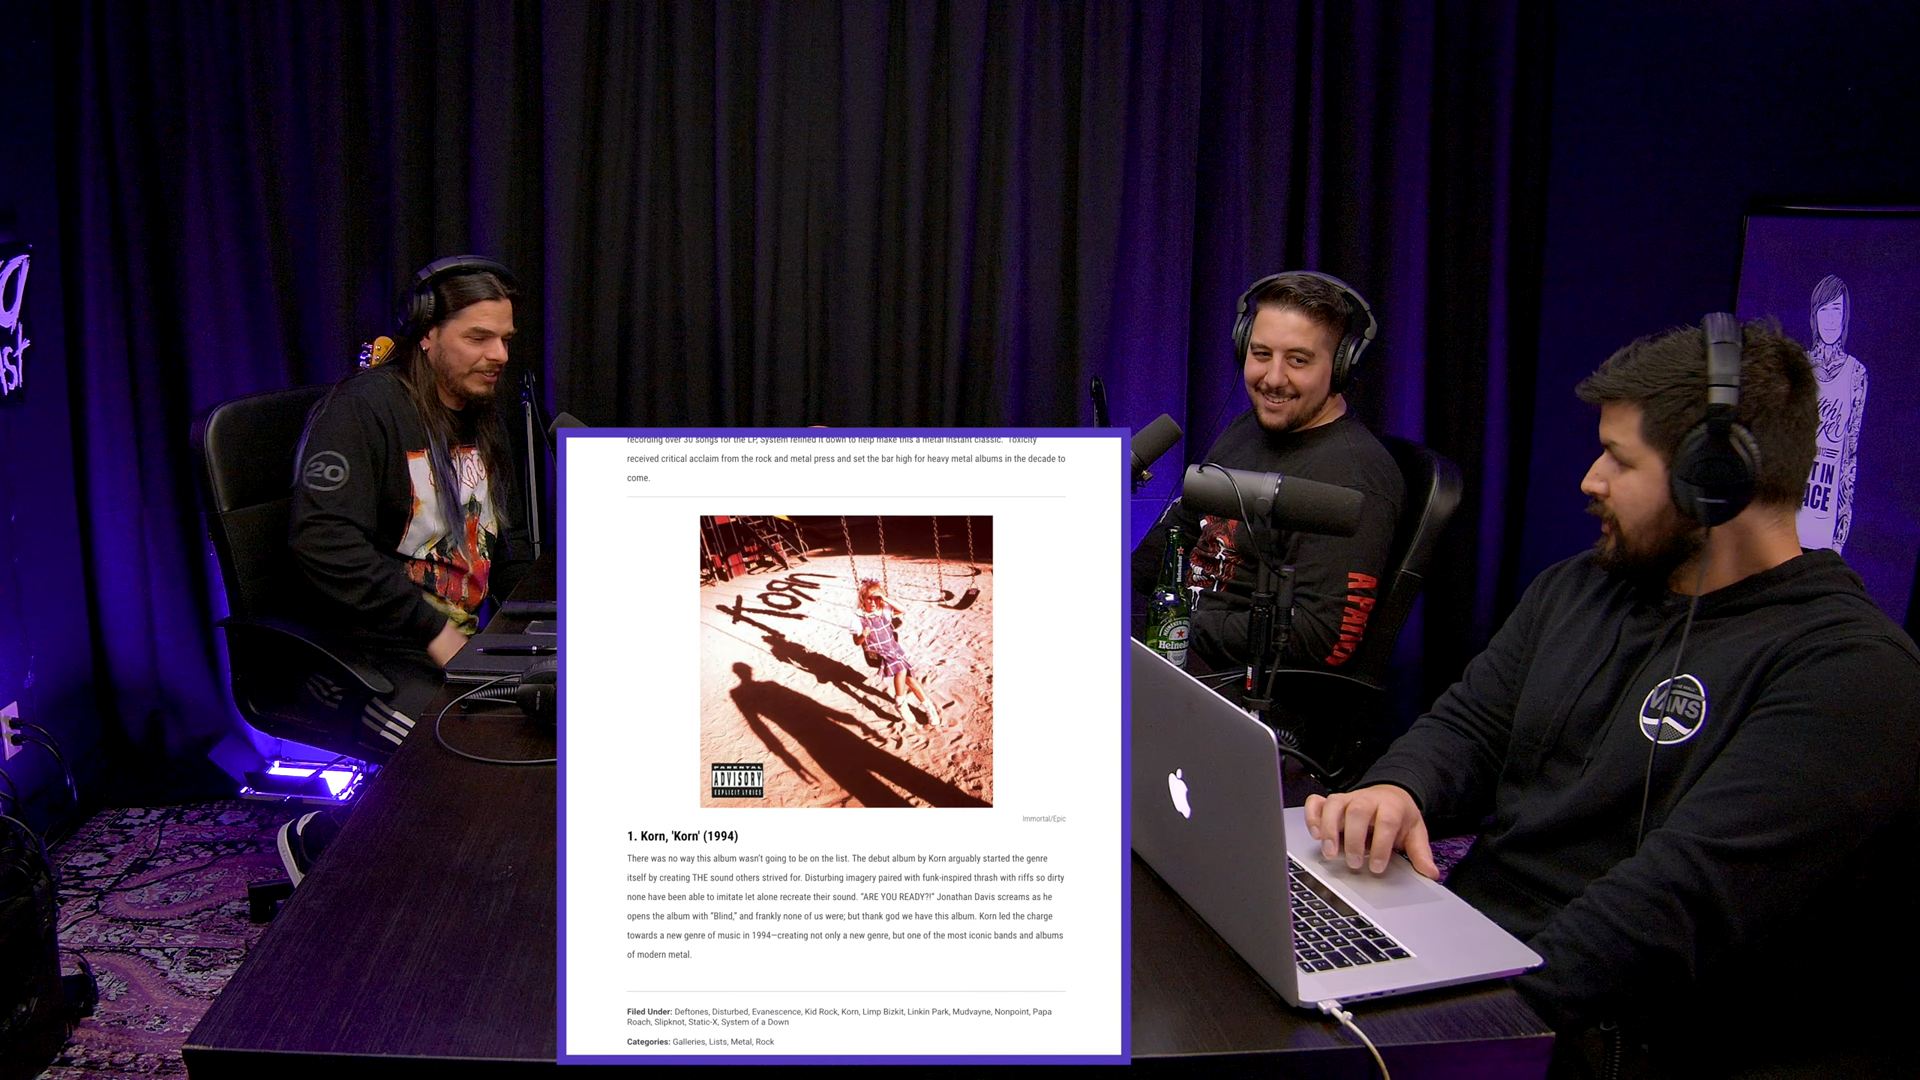 recording over 30 songs for the LP, System refined it down to help make this a metal instant classic. 'Toxicity'
received critical acclaim from the rock and metal press and set the bar high for heavy metal albums in the decade to
come.
Korn
PARENTAL
ADVISORY
EXPLICIT LYRICS
Immortal/Epic
1. Korn, 'Korn' (1994)
There was no way this album wasn't going to be on the list. The debut album by Korn arguably started the genre
itself by creating THE sound others strived for. Disturbing imagery paired with funk-inspired thrash with riffs so dirty
none have been able to imitate let alone recreate their sound. “ARE YOU READY?!” Jonathan Davis screams as he
opens the album with “Blind,” and frankly none of us were; but thank god we have this album. Korn led the charge
towards a new genre of music in 1994—creating not only a new genre, but one of the most iconic bands and albums
of modern metal.
Filed Under: Deftones, Disturbed, Evanescence, Kid Rock, Korn, Limp Bizkit, Linkin Park, Mudvayne, Nonpoint, Papa
Roach, Slipknot, Static-X, System of a Down
Categories: Galleries, Lists, Metal, Rock
20
Heineken
VANS